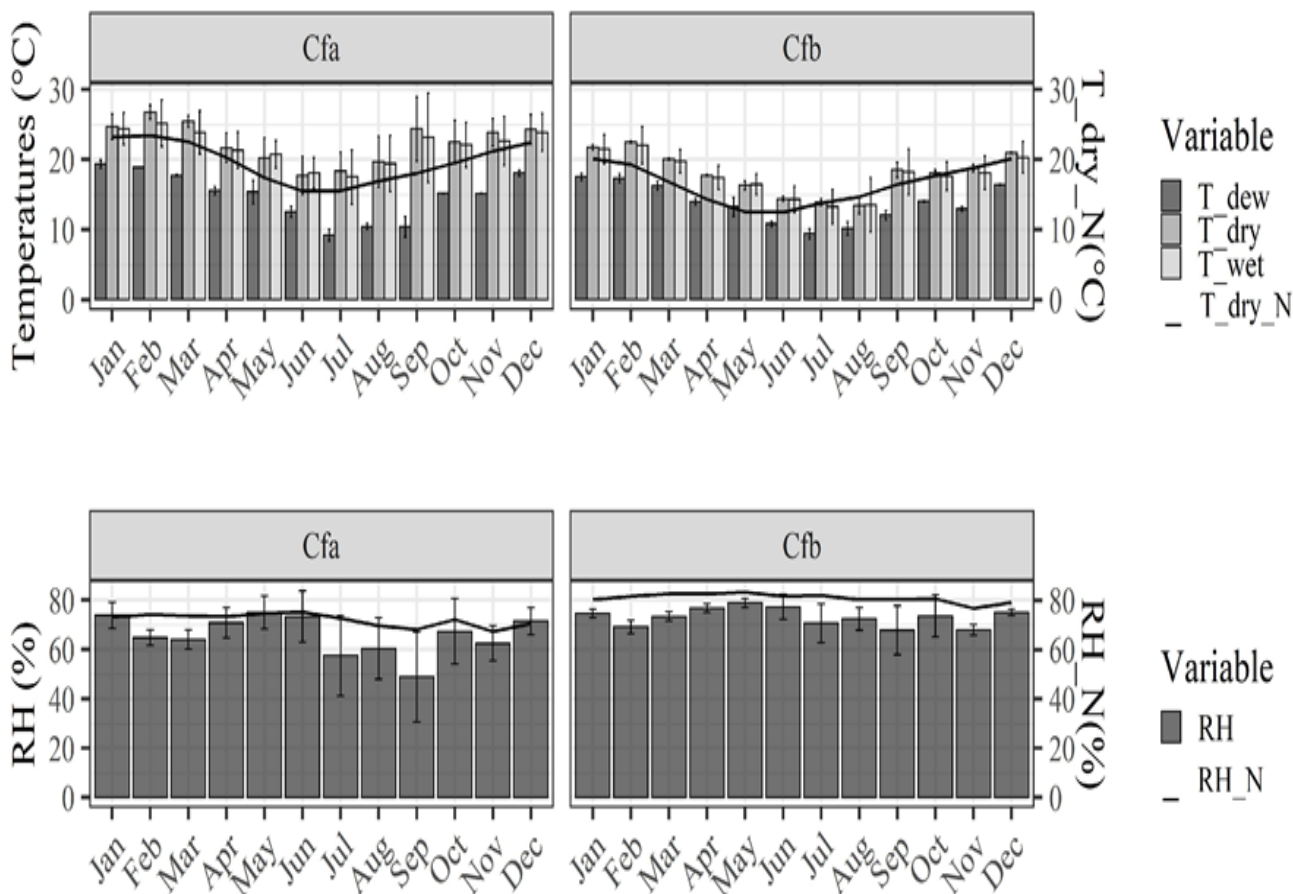 Cfa
Cfb
Temperatures (°C)
30
20
10
0
30
20
10
0
T_dry_N(°C)
Jan
Feb
Mar
Apr
May
Jun
Jul
Aug
Sep
Oct
Nov
Dec
Jan
Feb
Mar
Apr
May
Jun
Jul
Aug
Sep
Oct
Nov
Dec
Variable
T_dew
T_dry
T_wet
T_dry_N
Cfa
Cfb
RH (%)
80
60
40
20
0
80
60
40
20
0
RH_N(%)
Jan
Feb
Mar
Apr
May
Jun
Jul
Aug
Sep
Oct
Nov
Dec
Jan
Feb
Mar
Apr
May
Jun
Jul
Aug
Sep
Oct
Nov
Dec
Variable
RH
RH_N